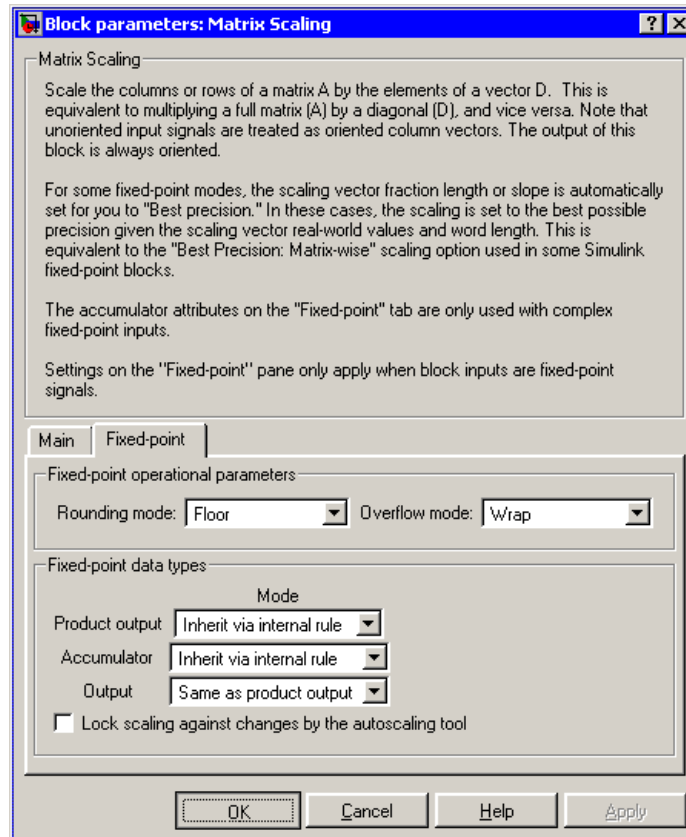 Block parameters: Matrix Scaling
Matrix Scaling
Scale the columns or rows of a matrix A by the elements of a vector D. This is
equivalent to multiplying a full matrix (A) by a diagonal (D), and vice versa. Note that
unoriented input signals are treated as oriented column vectors. The output of this
block is always oriented.
For some fixed-point modes, the scaling vector fraction length or slope is automatically
set for you to "Best precision." In these cases, the scaling is set to the best possible
precision given the scaling vector real-world values and word length. This is
equivalent to the "Best Precision: Matrix-wise" scaling option used in some Simulink
fixed-point blocks.
The accumulator attributes on the "Fixed-point" tab are only used with complex
fixed-point inputs.
Settings on the "Fixed-point" pane only apply when block inputs are fixed-point
signals.
Main Fixed-point
Fixed-point operational parameters
Rounding mode: Floor Overflow mode: Wrap
Fixed-point data types
Mode
Product output Inherit via internal rule
Accumulator Inherit via internal rule
Output Same as product output
Lock scaling against changes by the autoscaling tool
OK Cancel Help Apply